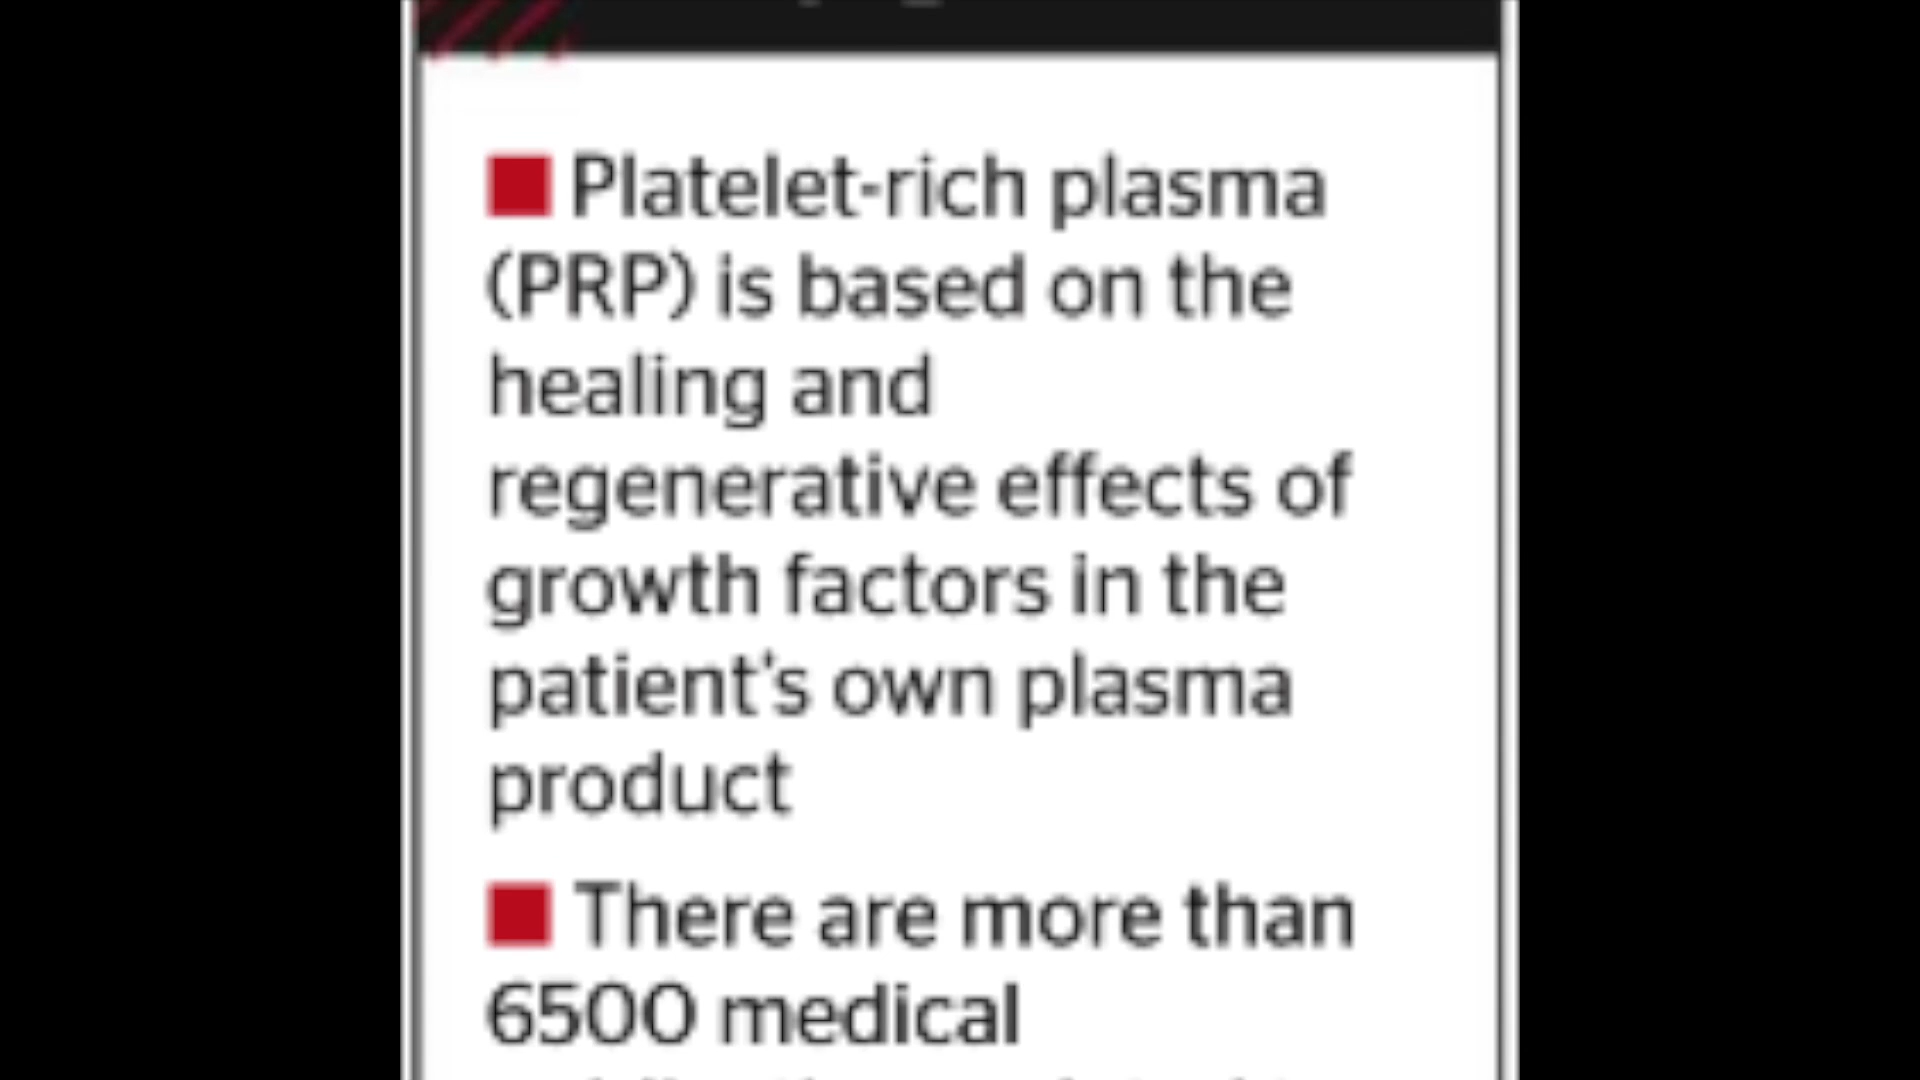 Platelet-rich plasma
(PRP) is based on the
healing and
regenerative effects of
growth factors in the
patient's own plasma
product
There are more than
6500 medical